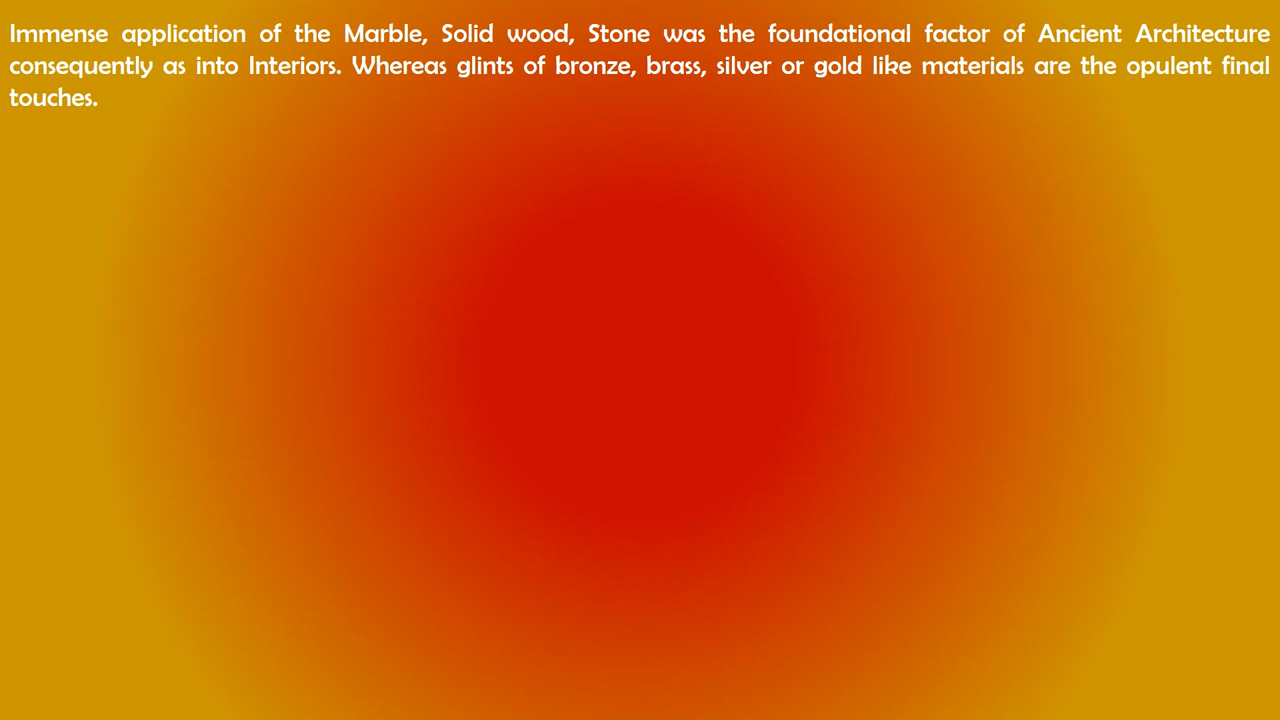 Immense application of the Marble, Solid wood, Stone was the foundational factor of Ancient Architecture
consequently as into Interiors. Whereas glints of bronze, brass, silver or gold like materials are the opulent final
touches.